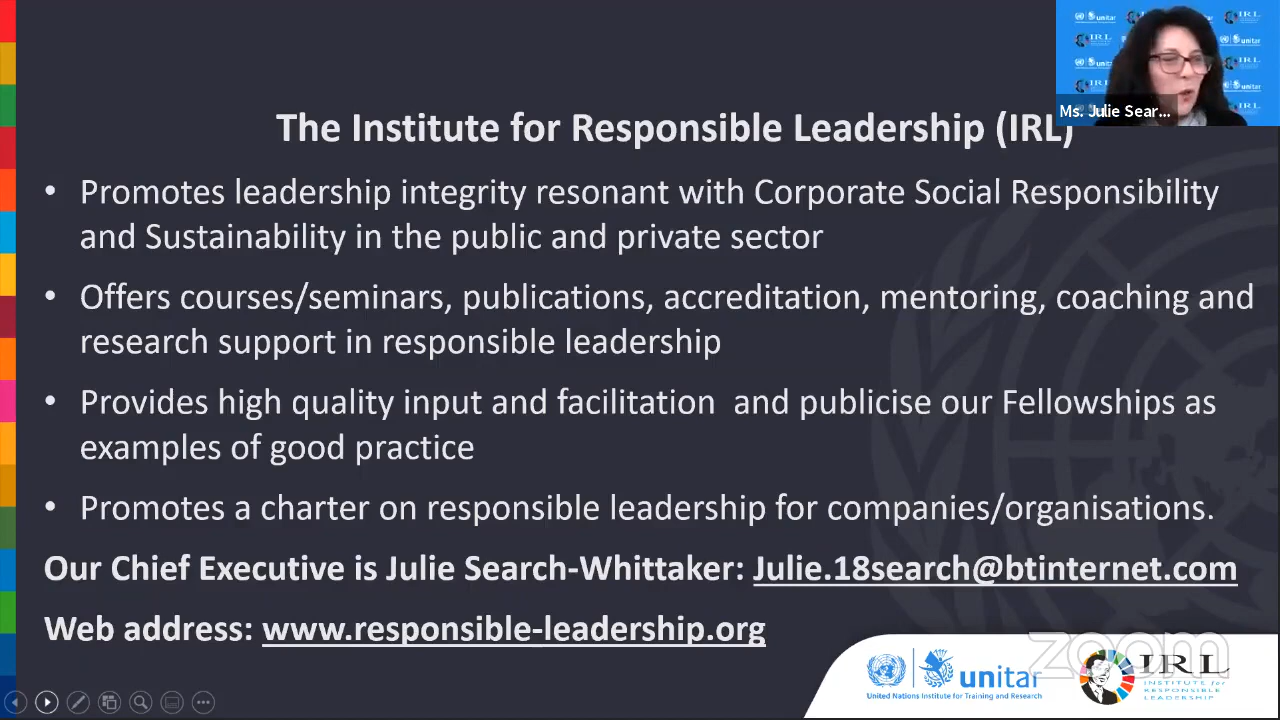 Ms. Julie Sear...
The Institute for Responsible Leadership (IRL)
• Promotes leadership integrity resonant with Corporate Social Responsibility
and Sustainability in the public and private sector
• Offers courses/seminars, publications, accreditation, mentoring, coaching and
research support in responsible leadership
• Provides high quality input and facilitation  and publicise our Fellowships as
examples of good practice
• Promotes a charter on responsible leadership for companies/organisations.
Our Chief Executive is Julie Search-Whittaker: Julie.18search@btinternet.com
Web address: www.responsible-leadership.org
zoom
unitar
United Nations Institute for Training and Research
IRL
INSTITUTE for
RESPONSIBLE
LEADERSHIP